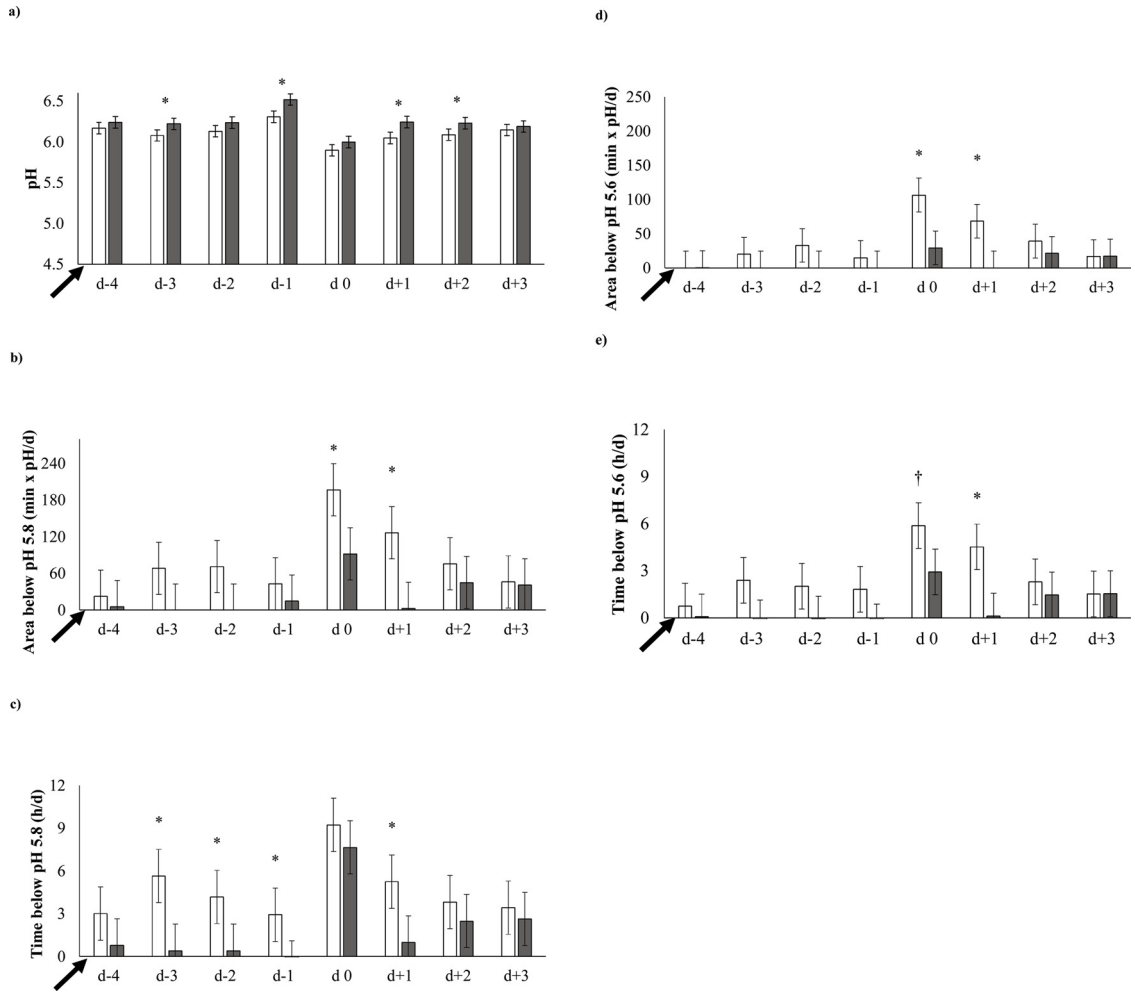 a)
*
*
*
*
6.5
6.0
5.5
5.0
4.5
pH
d-4 d-3 d-2 d-1 d 0 d+1 d+2 d+3
b)
*
*
240
180
120
60
0
Area below pH 5.8 (min x pH/d)
d-4 d-3 d-2 d-1 d 0 d+1 d+2 d+3
c)
12
9
6
3
0
*
*
*
*
Time below pH 5.8 (h/d)
d-4 d-3 d-2 d-1 d 0 d+1 d+2 d+3
d)
250
200
150
100
50
0
*
*
Area below pH 5.6 (min x pH/d)
d-4 d-3 d-2 d-1 d 0 d+1 d+2 d+3
e)
12
9
6
3
0
†
*
Time below pH 5.6 (h/d)
d-4 d-3 d-2 d-1 d 0 d+1 d+2 d+3